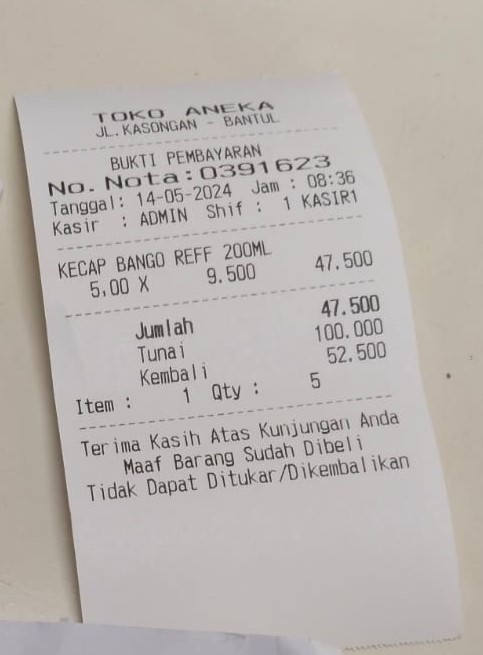 TOKO ANEKA
JL.KASONGAN - BANTUL
BUKTI PEMBAYARAN
No. Nota:0391623
Tanggal: 14-05-2024 Jam : 08:36
Kasir : ADMIN Shif : 1 KASIR1
KECAP BANGO REFF 200ML
5,00 X 9.500 47.500
Jumlah 47.500
Tunai 100.000
Kembali 52.500
Item : 1 Qty : 5
Terima Kasih Atas Kunjungan Anda
Maaf Barang Sudah Dibeli
Tidak Dapat Ditukar/Dikembalikan